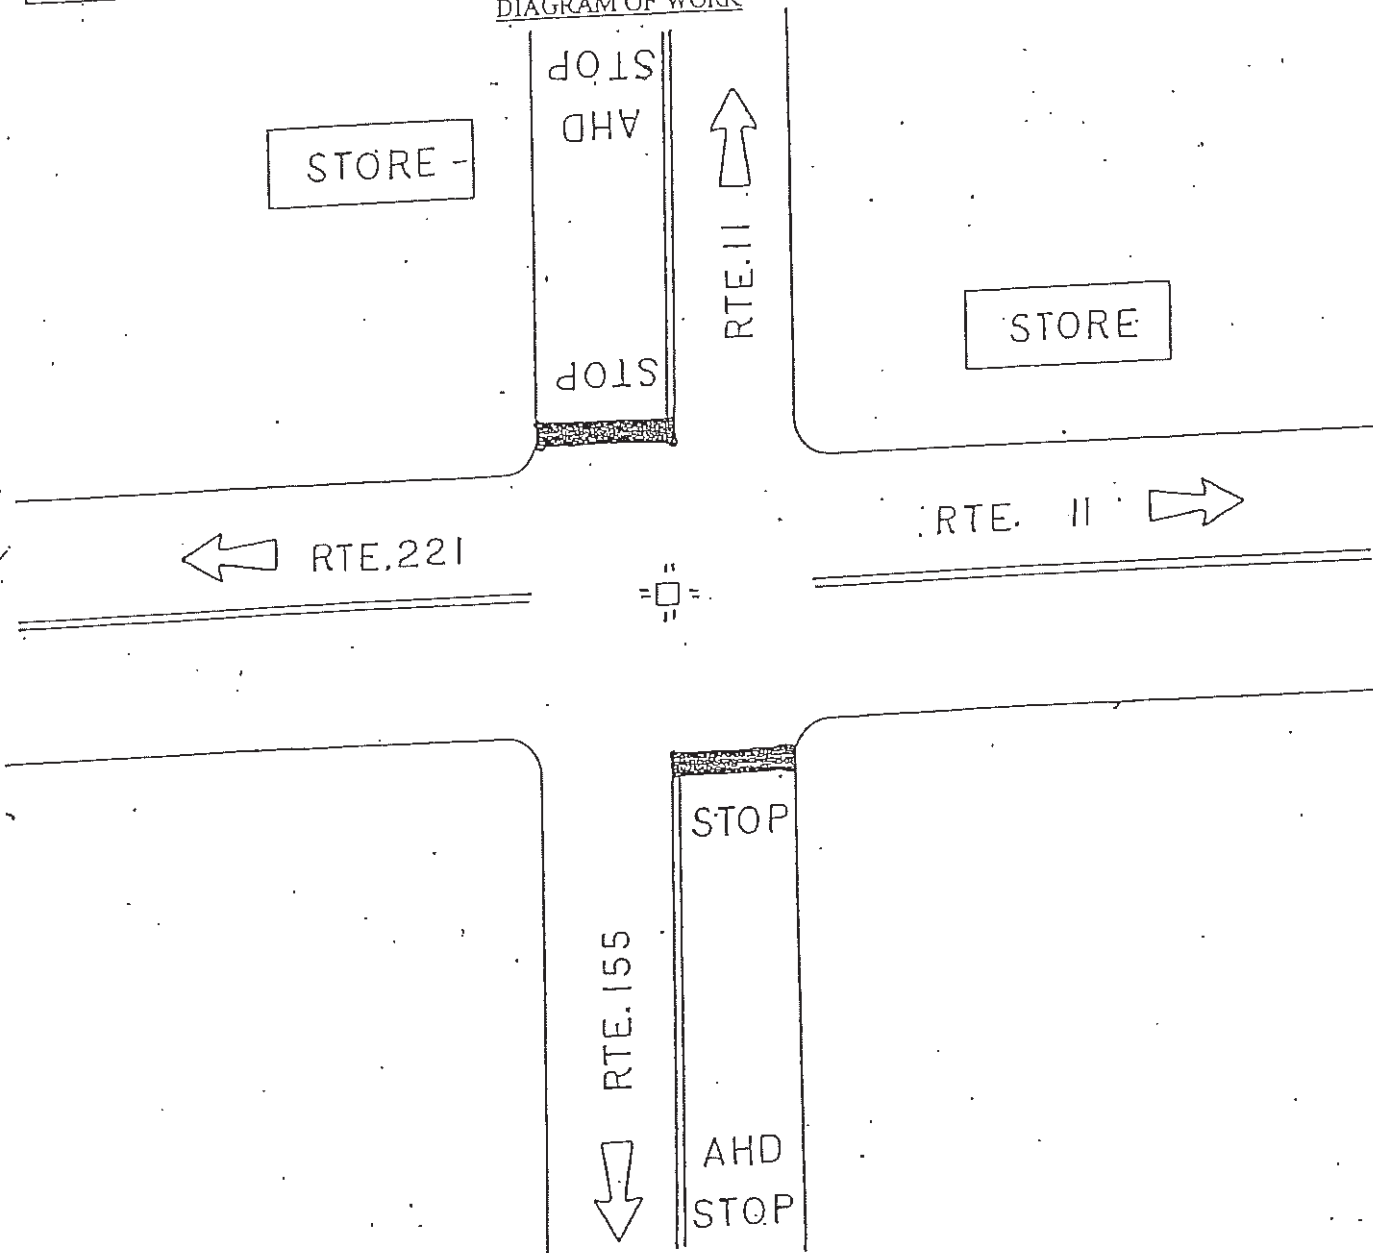 DIAGRAM OF WORK
STOP
AHD
STORE
RTE. 11
STORE
STOP
RTE. 11
RTE. 221
STOP
RTE. 155
AHD
STOP